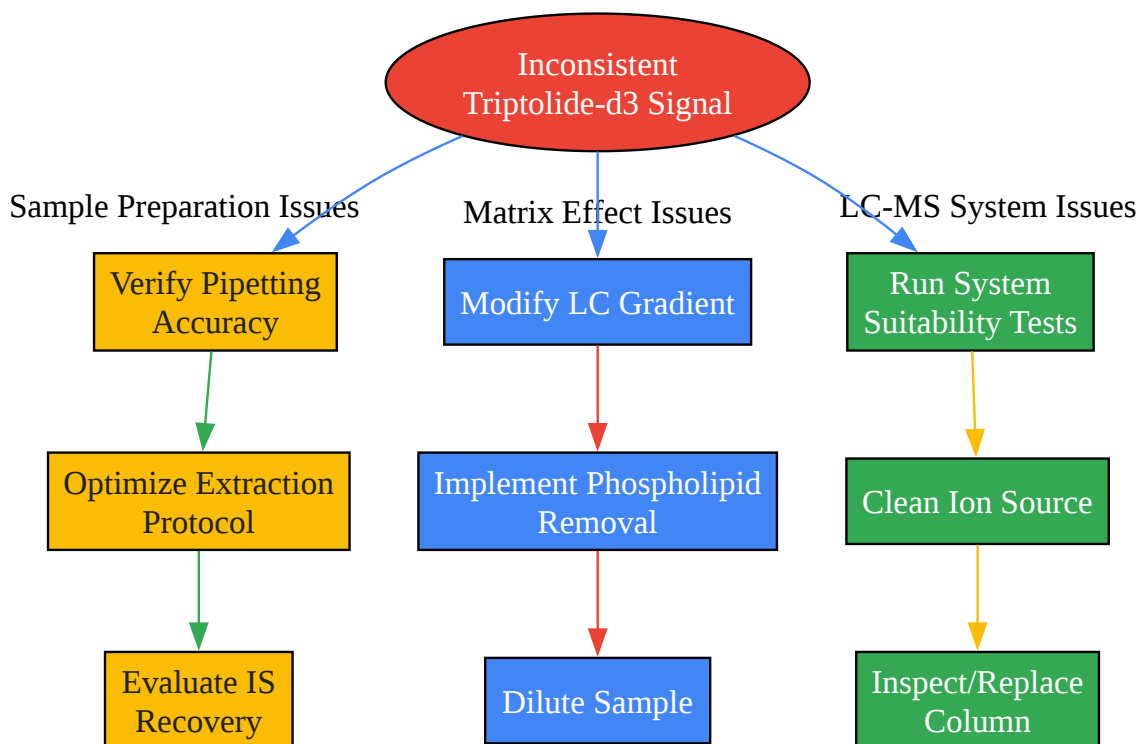 Inconsistent
Triptolide-d3 Signal
Sample Preparation Issues
Matrix Effect Issues
LC-MS System Issues
Verify Pipetting
Accuracy
Modify LC Gradient
Run System
Suitability Tests
Optimize Extraction
Protocol
Implement Phospholipid
Removal
Clean Ion Source
Evaluate IS
Recovery
Dilute Sample
Inspect/Replace
Column